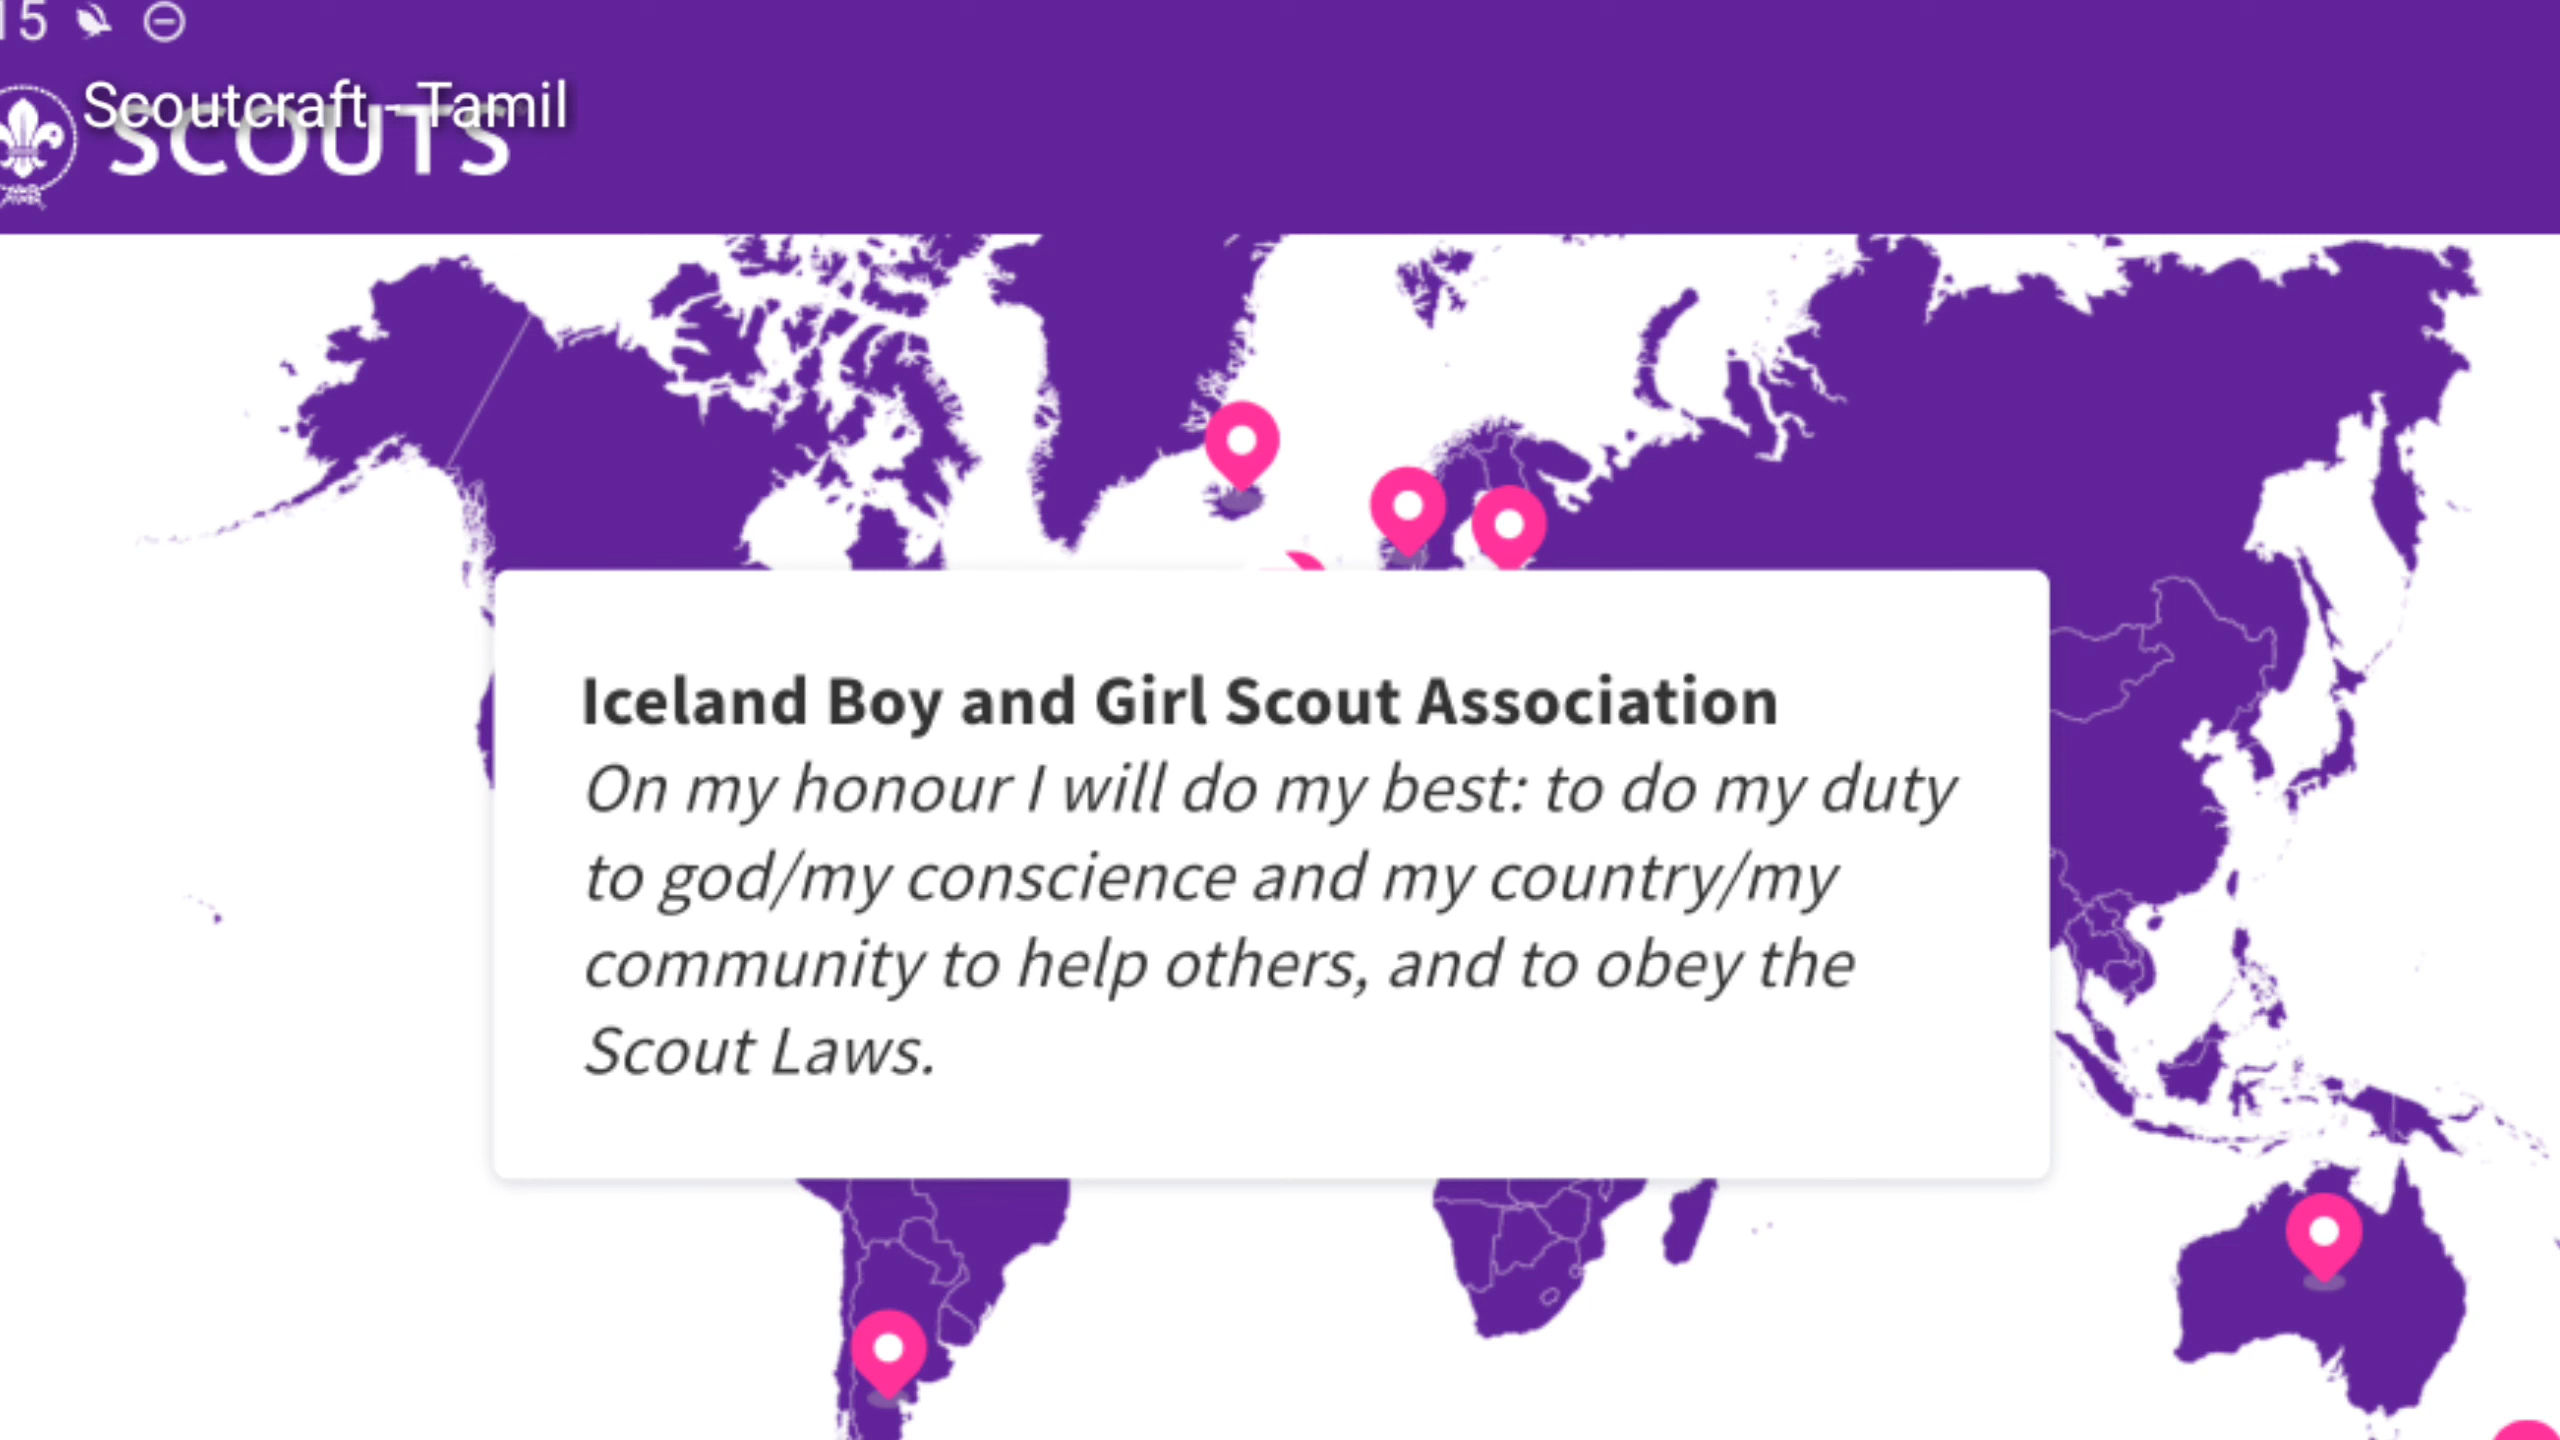 15
Scoutcraft - Tamil
SCOUTS
Iceland Boy and Girl Scout Association
On my honour I will do my best: to do my duty
to god/my conscience and my country/my
community to help others, and to obey the
Scout Laws.